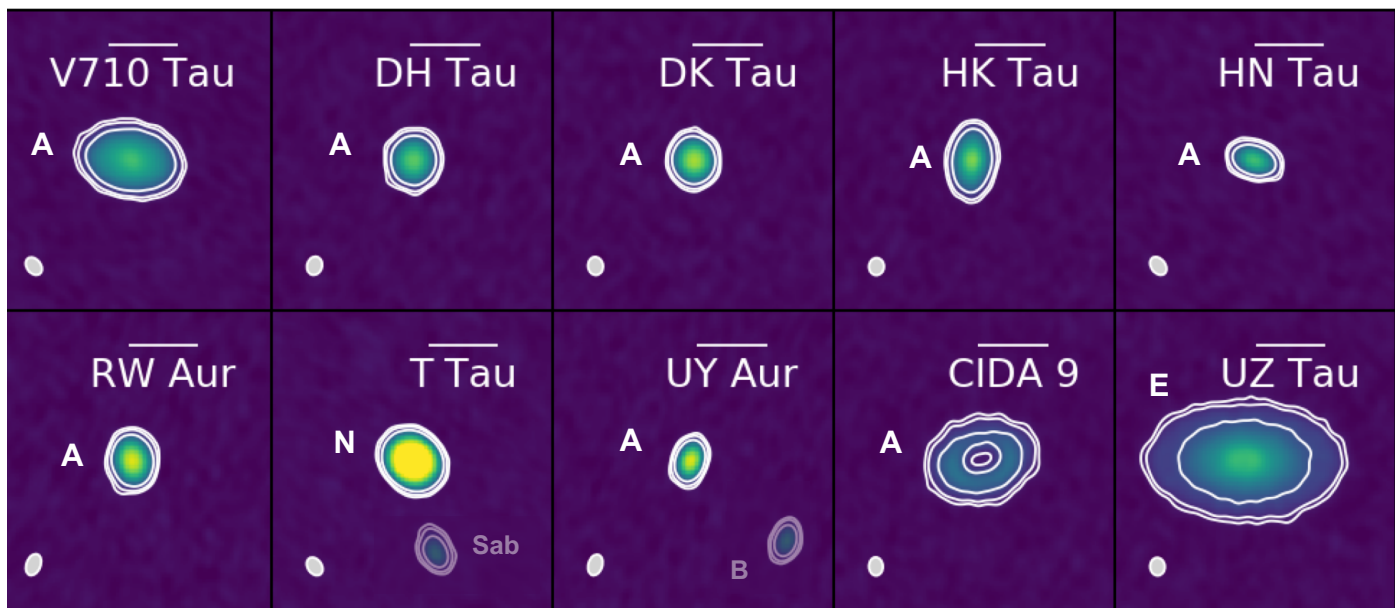 V710 Tau
A
DH Tau
A
DK Tau
A
HK Tau
A
HN Tau
A
RW Aur
A
T Tau
N
Sab
UY Aur
A
B
CIDA 9
A
UZ Tau
E